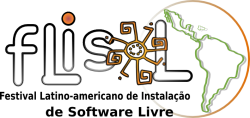 fLisoL
Festival Latino-americano de Instalação
de Software Livre